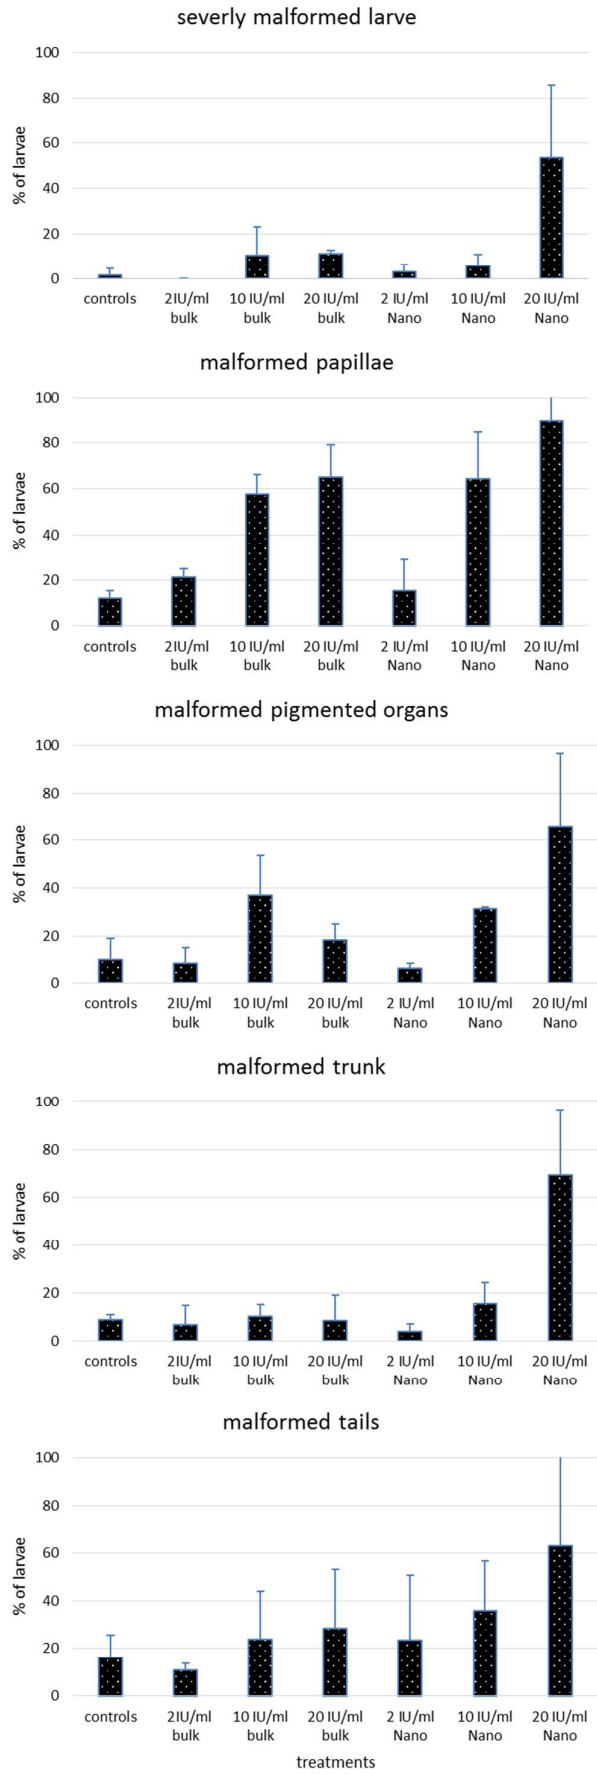 severly malformed larve
100
80
60
40
20
0
% of larvae
controls 2IU/ml 10 IU/ml 20 IU/ml 2 IU/ml 10 IU/ml 20 IU/ml
bulk bulk bulk Nano Nano Nano
malformed papillae
100
80
60
40
20
0
% of larvae
controls 2IU/ml 10 IU/ml 20 IU/ml 2 IU/ml 10 IU/ml 20 IU/ml
bulk bulk bulk Nano Nano Nano
malformed pigmented organs
100
80
60
40
20
0
% of larvae
controls 2IU/ml 10 IU/ml 20 IU/ml 2 IU/ml 10 IU/ml 20 IU/ml
bulk bulk bulk Nano Nano Nano
malformed trunk
100
80
60
40
20
0
% of larvae
controls 2IU/ml 10 IU/ml 20 IU/ml 2 IU/ml 10 IU/ml 20 IU/ml
bulk bulk bulk Nano Nano Nano
malformed tails
100
80
60
40
20
0
% of larvae
controls 2IU/ml 10 IU/ml 20 IU/ml 2 IU/ml 10 IU/ml 20 IU/ml
bulk bulk bulk Nano Nano Nano
treatments